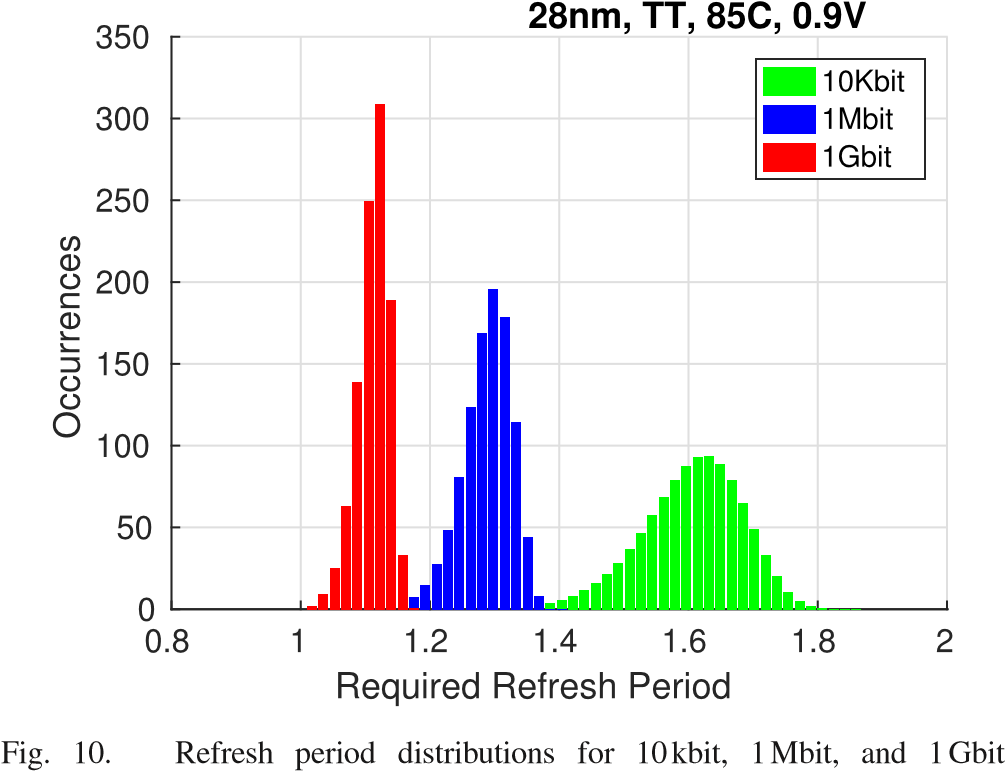 28nm, TT, 85C, 0.9V
350
300
250
200
150
100
50
0
Occurrences
10Kbit
1Mbit
1Gbit
0.8 1 1.2 1.4 1.6 1.8 2
Required Refresh Period
Fig. 10. Refresh period distributions for 10 kbit, 1 Mbit, and 1 Gbit